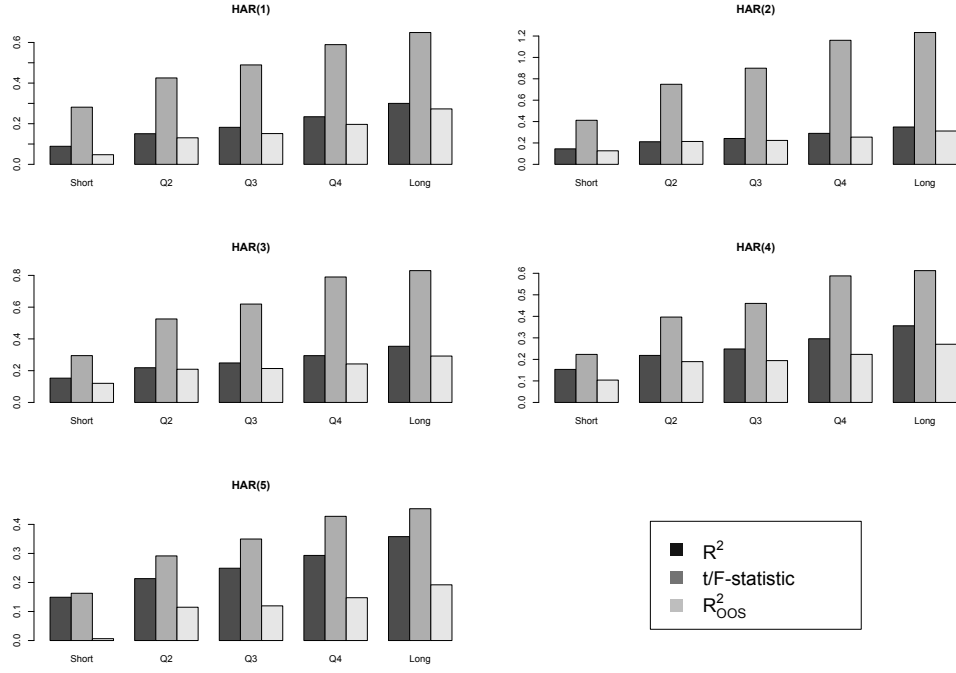 HAR(1)
0.0 0.2 0.4 0.6
Short Q2 Q3 Q4 Long
HAR(2)
0.0 0.2 0.4 0.6 0.8 1.0 1.2
Short Q2 Q3 Q4 Long
HAR(3)
0.0 0.2 0.4 0.6 0.8
Short Q2 Q3 Q4 Long
HAR(4)
0.0 0.1 0.2 0.3 0.4 0.5 0.6
Short Q2 Q3 Q4 Long
HAR(5)
0.0 0.1 0.2 0.3 0.4
Short Q2 Q3 Q4 Long
R²
t/F-statistic
R²OOS